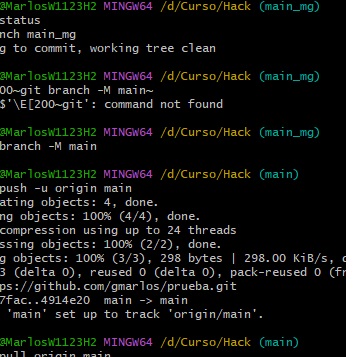 @MarlosW1123H2 MINGW64 /d/Curso/Hack (main_mg)
status
nch main_mg
g to commit, working tree clean
@MarlosW1123H2 MINGW64 /d/Curso/Hack (main_mg)
00~git branch -M main~
$'\E[200~git': command not found
@MarlosW1123H2 MINGW64 /d/Curso/Hack (main_mg)
branch -M main
@MarlosW1123H2 MINGW64 /d/Curso/Hack (main)
push -u origin main
ating objects: 4, done.
ng objects: 100% (4/4), done.
compression using up to 24 threads
ssing objects: 100% (2/2), done.
g objects: 100% (3/3), 298 bytes | 298.00 KiB/s, d
3 (delta 0), reused 0 (delta 0), pack-reused 0 (fr
ps://github.com/gmarlos/prueba.git
7fac..4914e20  main -> main
'main' set up to track 'origin/main'.
@MarlosW1123H2 MINGW64 /d/Curso/Hack (main)
pull origin main